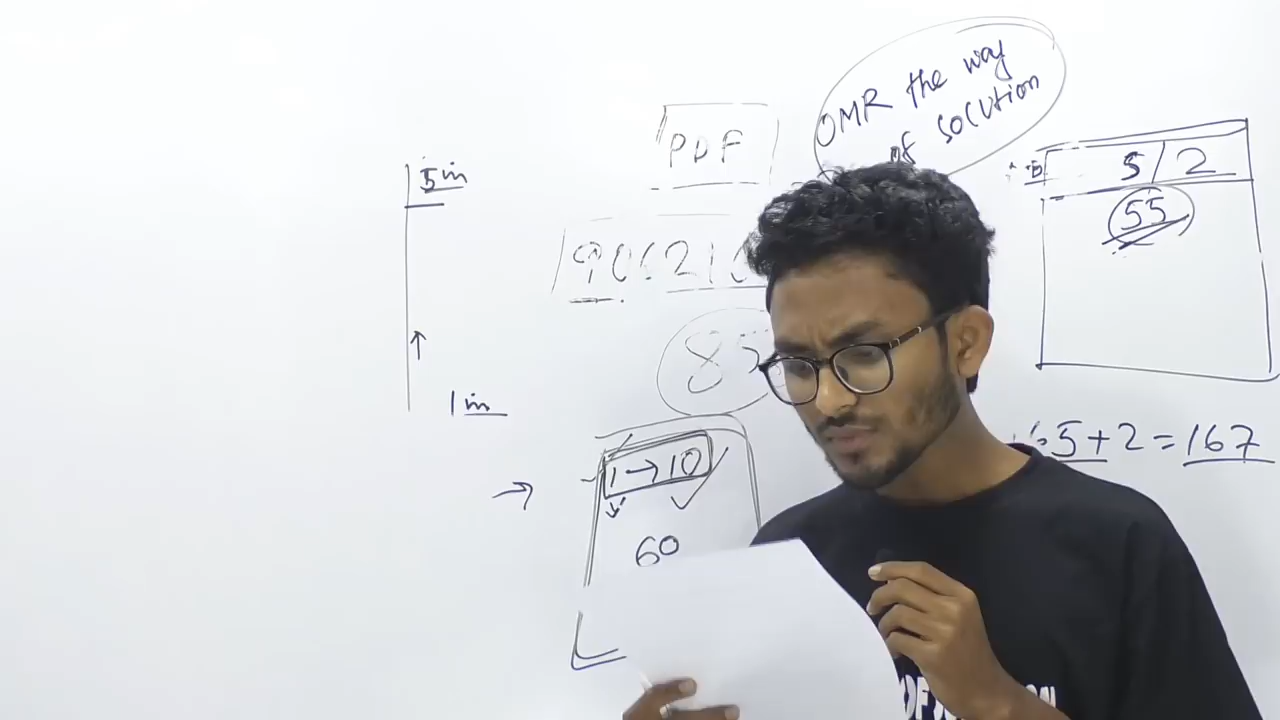 OMR the way
of solution
PDF
5 in
5 / 2
55
85
1 in
1 → 10
5 + 2 = 167
60